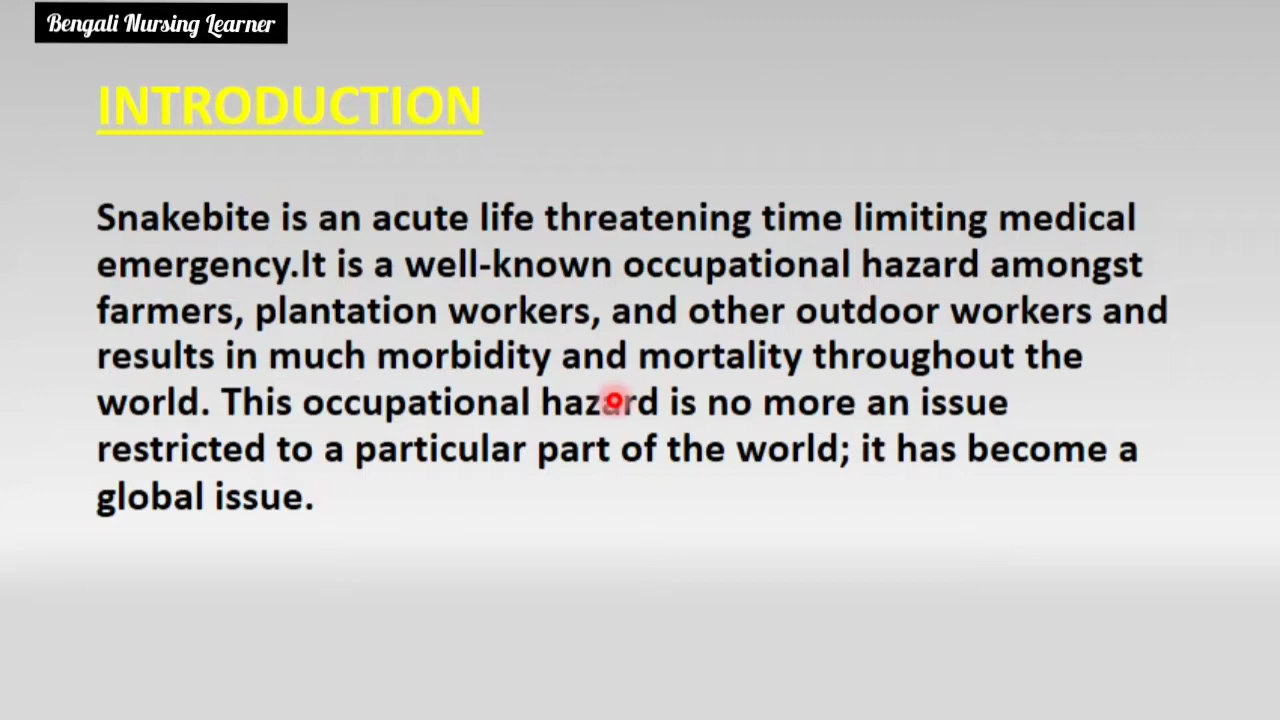 Bengali Nursing Learner
INTRODUCTION
Snakebite is an acute life threatening time limiting medical
emergency.It is a well-known occupational hazard amongst
farmers, plantation workers, and other outdoor workers and
results in much morbidity and mortality throughout the
world. This occupational hazard is no more an issue
restricted to a particular part of the world; it has become a
global issue.